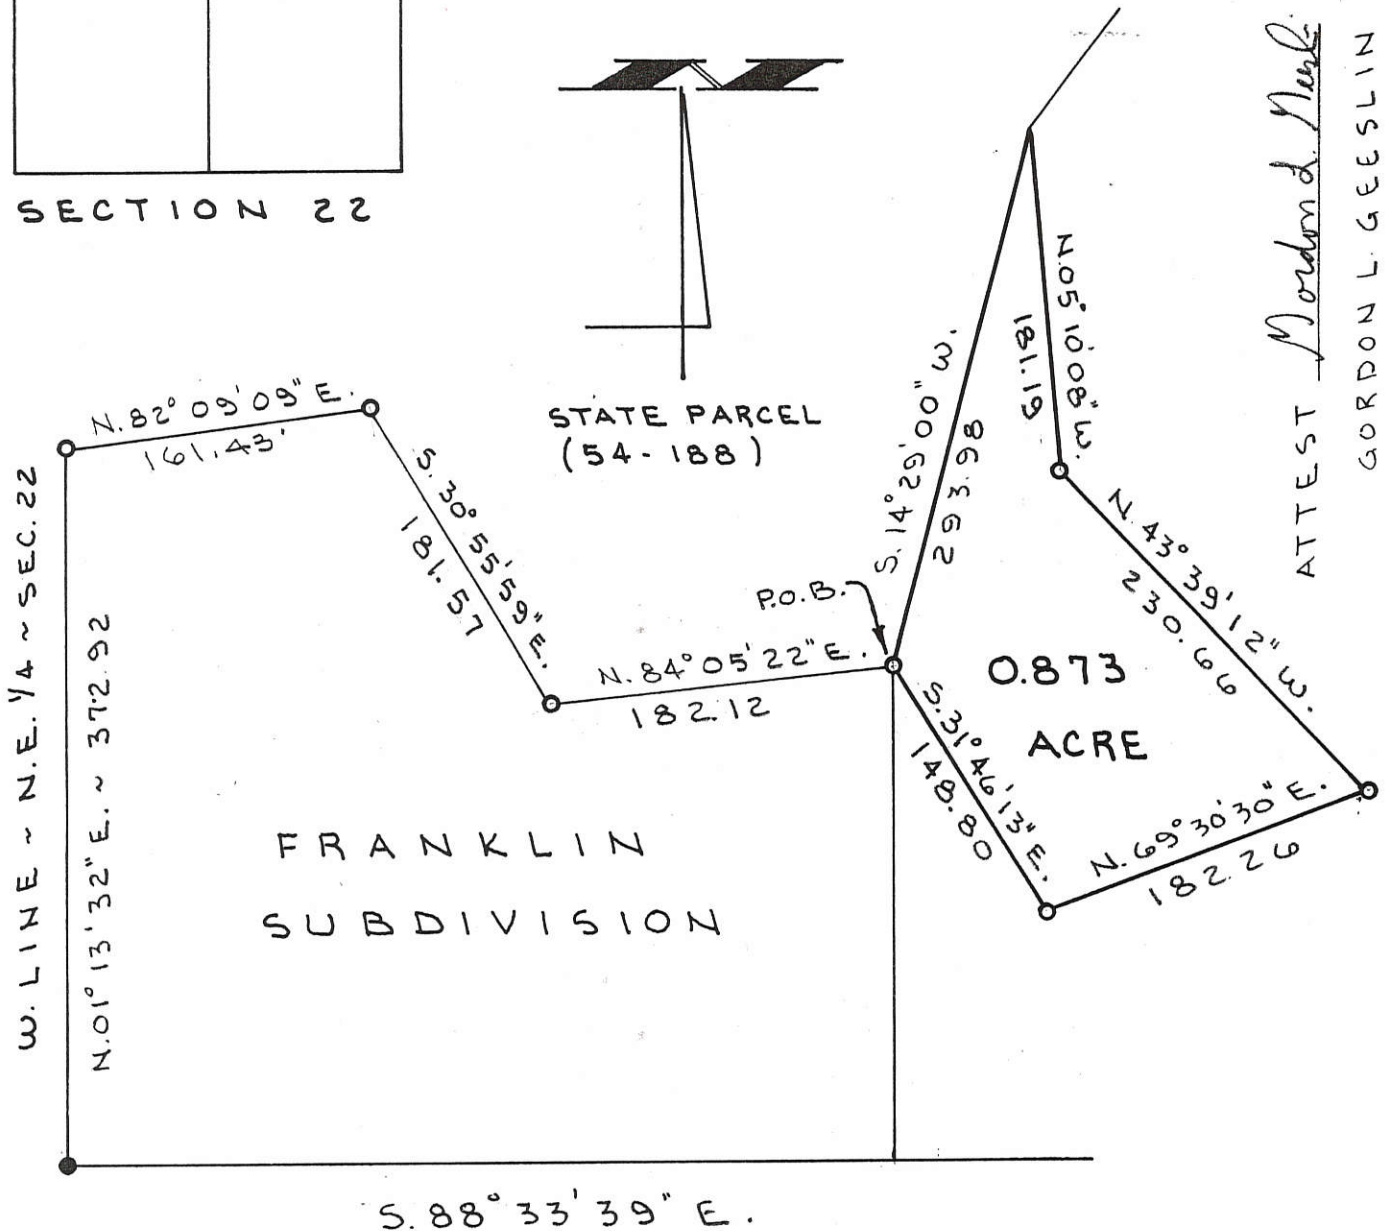 SECTION 22
STATE PARCEL
(54-188)
N.82°09'09"E.
161.43'
S.30°55'59"E.
181.57
N.84°05'22"E.
182.12
P.O.B.
S.14°29'00"W.
293.98
N.05°10'08"W.
181.19
N.43°39'12"W.
230.66
0.873
ACRE
S.31°46'13"E.
148.80
N.69°30'30"E.
182.26
W. LINE ~ N.E. 1/4 ~ SEC. 22
N.01°13'32"E. ~ 372.92
FRANKLIN
SUBDIVISION
S.88°33'39"E.
ATTEST
GORDON L. GEESLIN